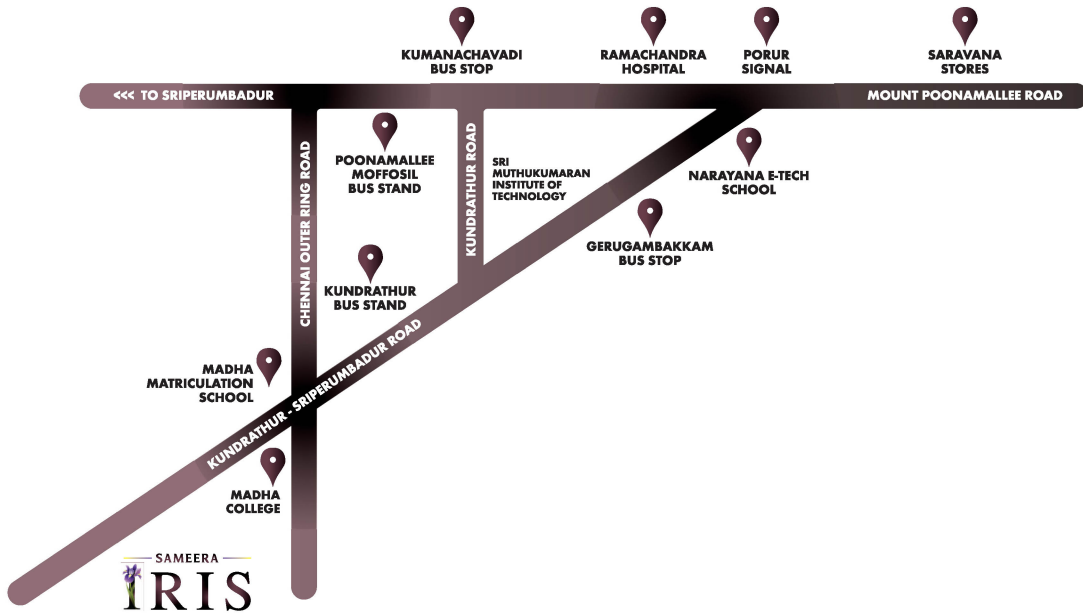 KUMANACHAVADI
BUS STOP
RAMACHANDRA
HOSPITAL
PORUR
SIGNAL
SARAVANA
STORES
<<< TO SRIPERUMBADUR
MOUNT POONAMALLEE ROAD
POONAMALLEE
MOFFOSIL
BUS STAND
KUNDRATHUR ROAD
SRI
MUTHUKUMARAN
INSTITUTE OF
TECHNOLOGY
NARAYANA E-TECH
SCHOOL
CHENNAI OUTER RING ROAD
GERUGAMBAKKAM
BUS STOP
KUNDRATHUR
BUS STAND
KUNDRATHUR - SRIPERUMBADUR ROAD
MADHA
MATRICULATION
SCHOOL
MADHA
COLLEGE
SAMEERA
IRIS